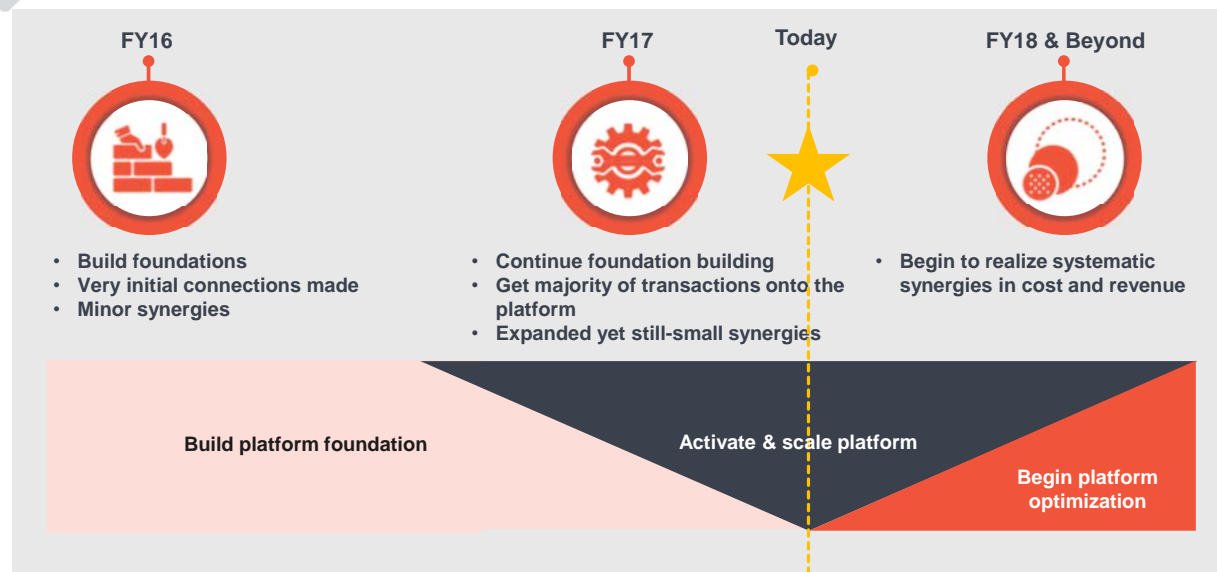 FY16
FY17
Today
FY18 & Beyond
• Build foundations
• Very initial connections made
• Minor synergies
• Continue foundation building
• Get majority of transactions onto the
platform
• Expanded yet still-small synergies
• Begin to realize systematic
synergies in cost and revenue
Build platform foundation
Activate & scale platform
Begin platform
optimization